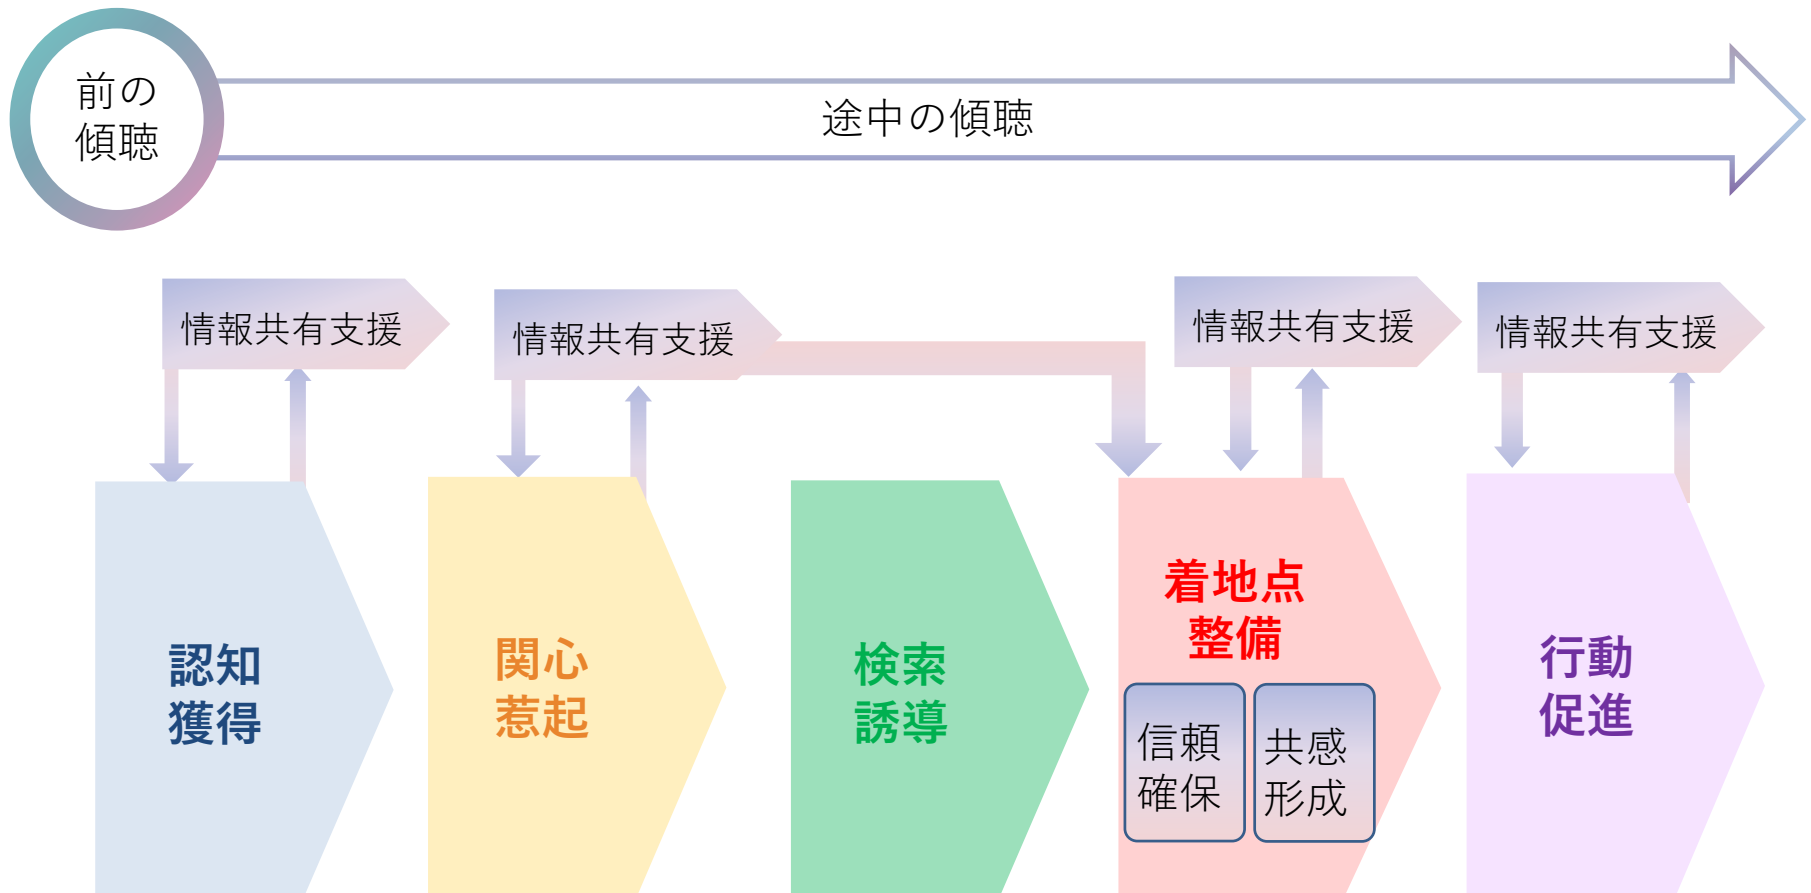 前の
傾聴
途中の傾聴
情報共有支援
情報共有支援
情報共有支援
情報共有支援
認知
獲得
関心
惹起
検索
誘導
着地点
整備
信頼
確保
共感
形成
行動
促進